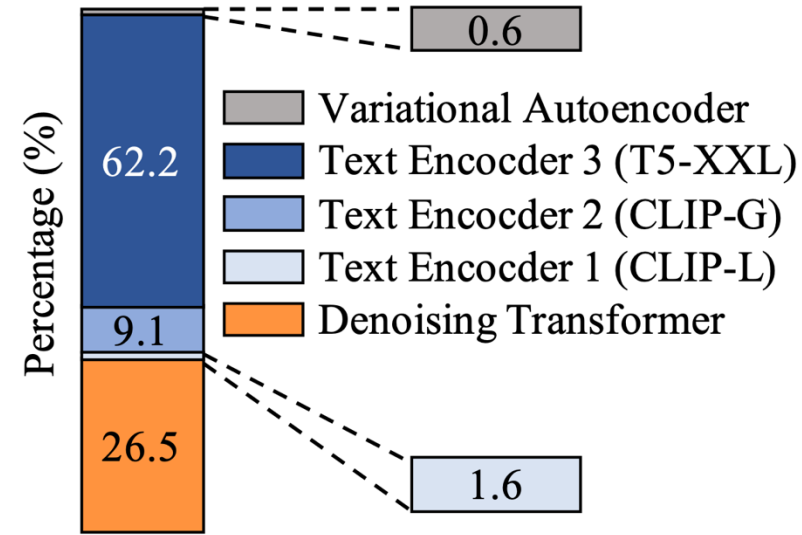 0.6
Variational Autoencoder
62.2
Text Encocder 3 (T5-XXL)
Text Encocder 2 (CLIP-G)
Text Encocder 1 (CLIP-L)
9.1
Denoising Transformer
Percentage (%)
26.5
1.6